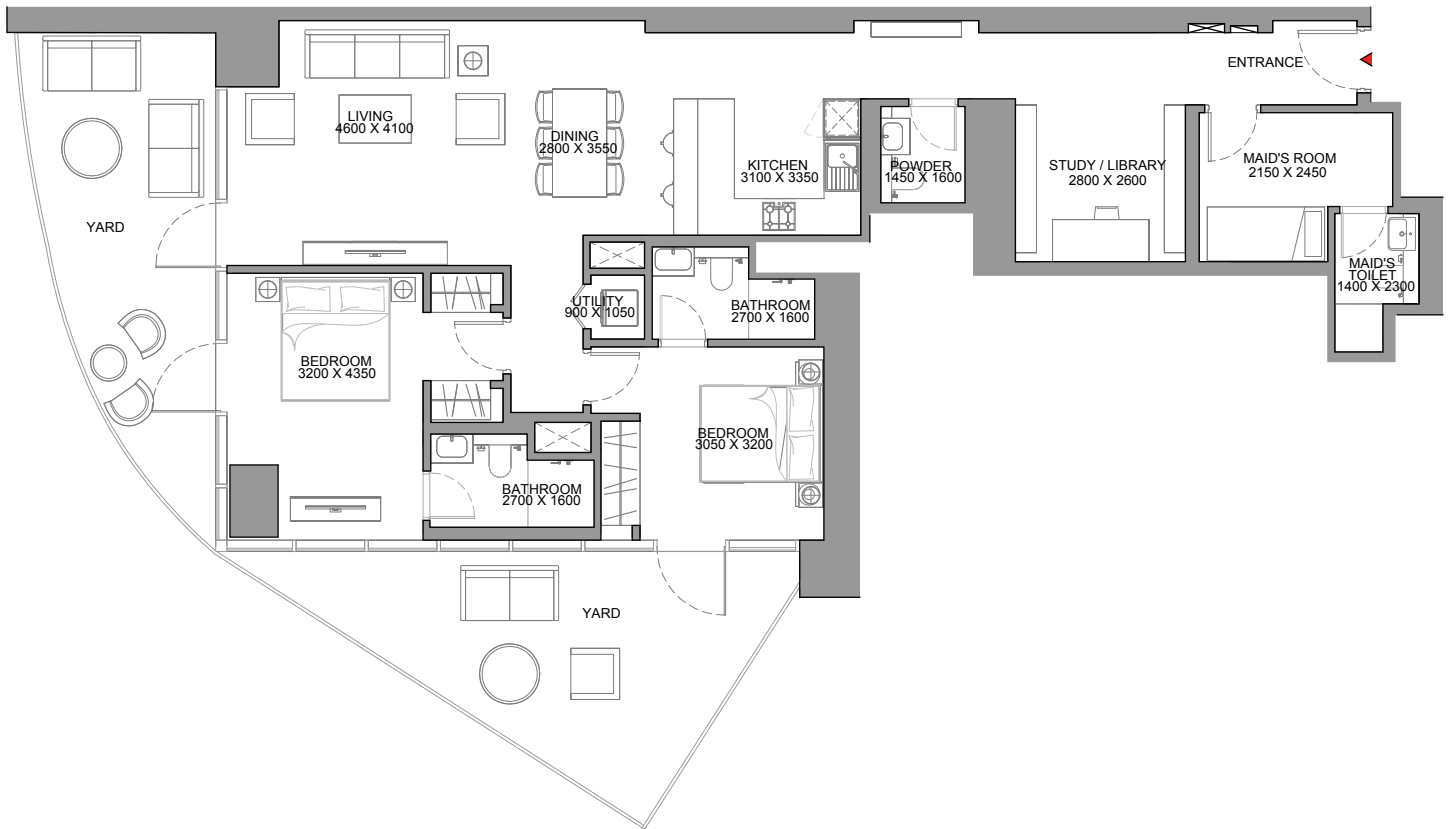 ENTRANCE
LIVING
4600 X 4100
DINING
2800 X 3550
KITCHEN
3100 X 3350
POWDER
1450 X 1600
STUDY / LIBRARY
2800 X 2600
MAID'S ROOM
2150 X 2450
YARD
MAID'S
TOILET
1400 X 2300
UTILITY
900 X 1050
BATHROOM
2700 X 1600
BEDROOM
3200 X 4350
BEDROOM
3050 X 3200
BATHROOM
2700 X 1600
YARD